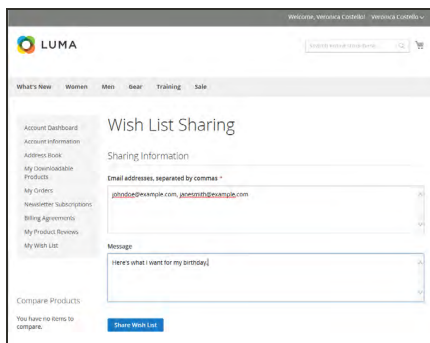 Welcome, Veronica Costello! Veronica Costello
LUMA
Search entire store here...
What's New Women Men Gear Training Sale
Account Dashboard
Account Information
Address Book
My Downloadable
Products
My Orders
Newsletter Subscriptions
Billing Agreements
My Product Reviews
My Wish List
Compare Products
You have no items to
compare.
Wish List Sharing
Sharing Information
Email addresses, separated by commas *
johndoe@example.com, janesmith@example.com
Message
Here's what I want for my birthday.
Share Wish List